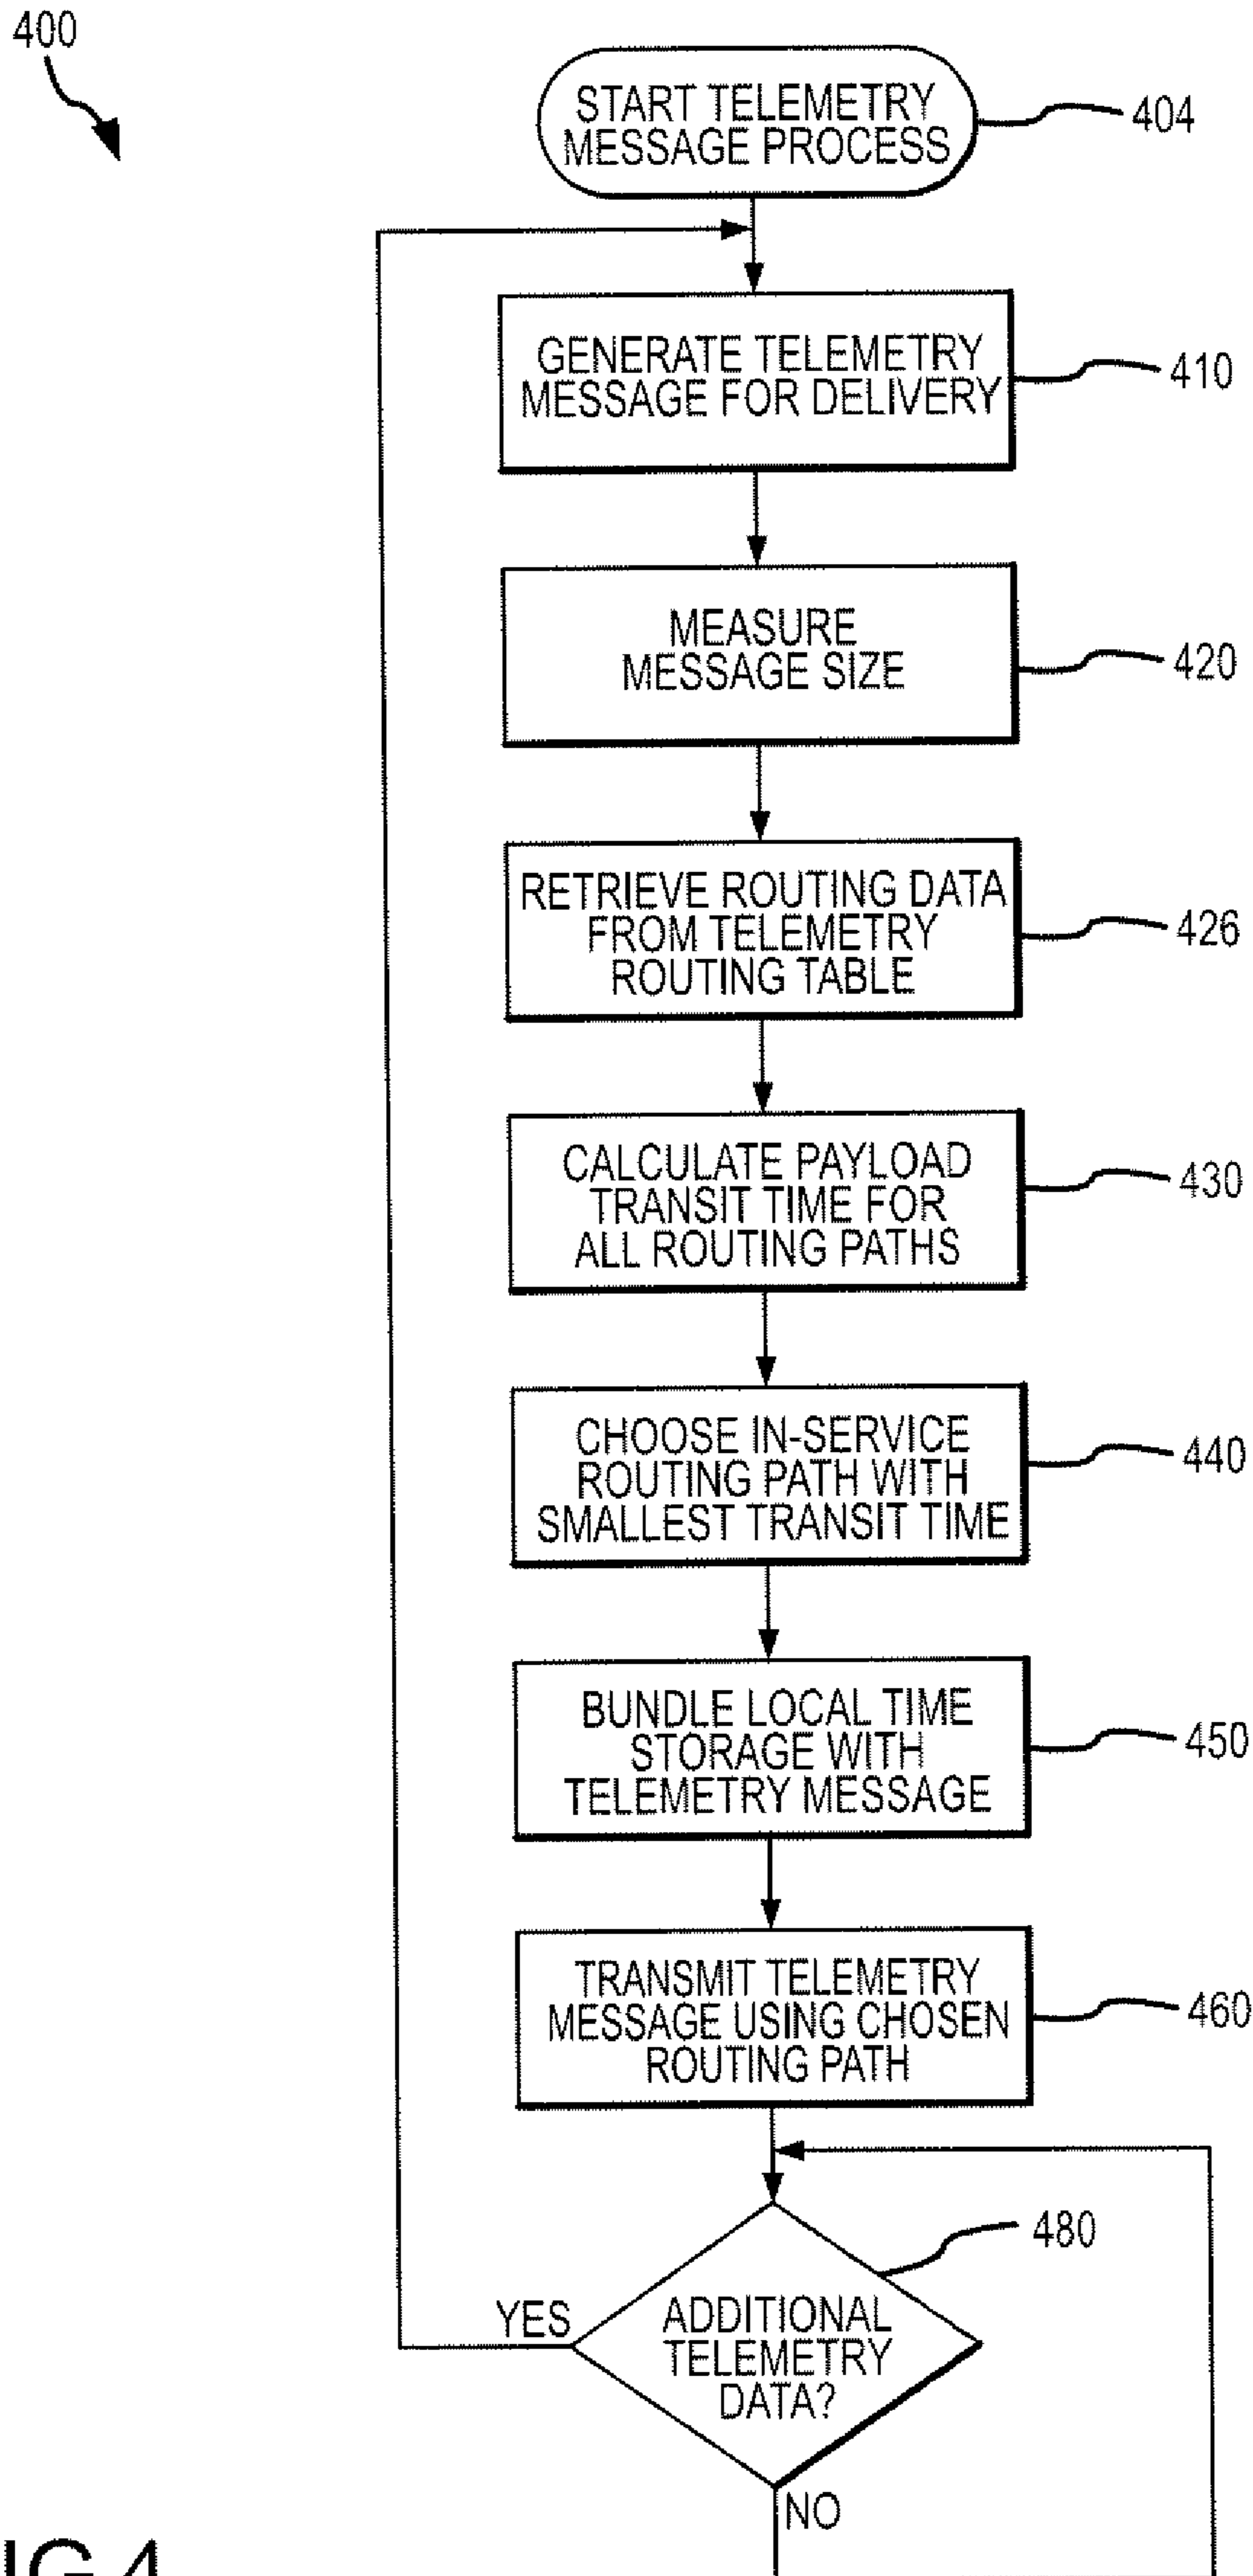 400
START TELEMETRY
MESSAGE PROCESS
404
GENERATE TELEMETRY
MESSAGE FOR DELIVERY
410
MEASURE
MESSAGE SIZE
420
RETRIEVE ROUTING DATA
FROM TELEMETRY
ROUTING TABLE
426
CALCULATE PAYLOAD
TRANSIT TIME FOR
ALL ROUTING PATHS
430
CHOOSE IN-SERVICE
ROUTING PATH WITH
SMALLEST TRANSIT TIME
440
BUNDLE LOCAL TIME
STORAGE WITH
TELEMETRY MESSAGE
450
TRANSMIT TELEMETRY
MESSAGE USING CHOSEN
ROUTING PATH
460
480
YES
ADDITIONAL
TELEMETRY
DATA?
NO